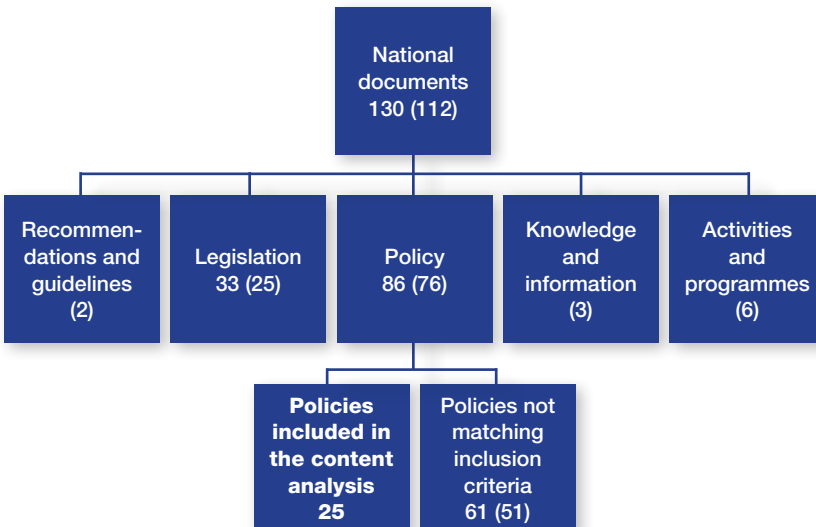 National
documents
130 (112)
Recommen-
dations and
guidelines
(2)
Legislation
33 (25)
Policy
86 (76)
Knowledge
and
information
(3)
Activities
and
programmes
(6)
Policies
included in
the content
analysis
25
Policies not
matching
inclusion
criteria
61 (51)